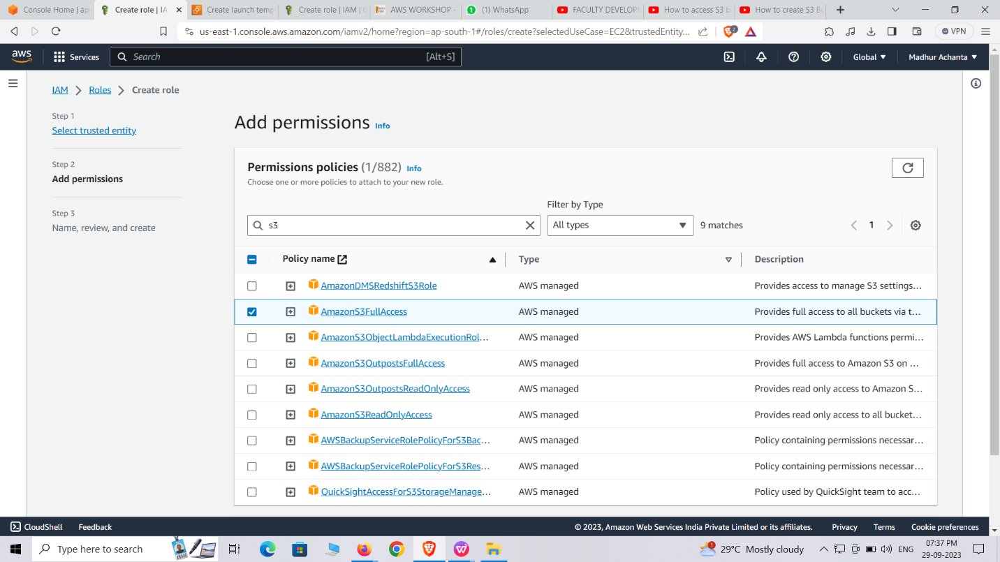 Console Home | ap-
Create role | IA
Create launch temp
Create role | IAM | G
AWS WORKSHOP -
(1) WhatsApp
FACULTY DEVELOPM
How to access S3 b
How to create S3 Bu
us-east-1.console.aws.amazon.com/iamv2/home?region=ap-south-1#/roles/create?selectedUseCase=EC2&trustedEntity...
2
VPN
aws
Services
Search
[Alt+S]
Global
Madhur Achanta
IAM
Roles
Create role
Step 1
Select trusted entity
Step 2
Add permissions
Step 3
Name, review, and create
Add permissions Info
Permissions policies (1/882) Info
Choose one or more policies to attach to your new role.
Filter by Type
s3
All types
9 matches
1
Policy name
Type
Description
AmazonDMSRedshiftS3Role AWS managed Provides access to manage S3 settings...
AmazonS3FullAccess AWS managed Provides full access to all buckets via t...
AmazonS3ObjectLambdaExecutionRol... AWS managed Provides AWS Lambda functions permi...
AmazonS3OutpostsFullAccess AWS managed Provides full access to Amazon S3 on ...
AmazonS3OutpostsReadOnlyAccess AWS managed Provides read only access to Amazon S...
AmazonS3ReadOnlyAccess AWS managed Provides read only access to all bucket...
AWSBackupServiceRolePolicyForS3Bac... AWS managed Policy containing permissions necessar...
AWSBackupServiceRolePolicyForS3Res... AWS managed Policy containing permissions necessar...
QuickSightAccessForS3StorageManage... AWS managed Policy used by QuickSight team to acc...
CloudShell
Feedback
© 2023, Amazon Web Services India Private Limited or its affiliates.
Privacy
Terms
Cookie preferences
Type here to search
1
29°C Mostly cloudy
ENG
07:37 PM
29-09-2023